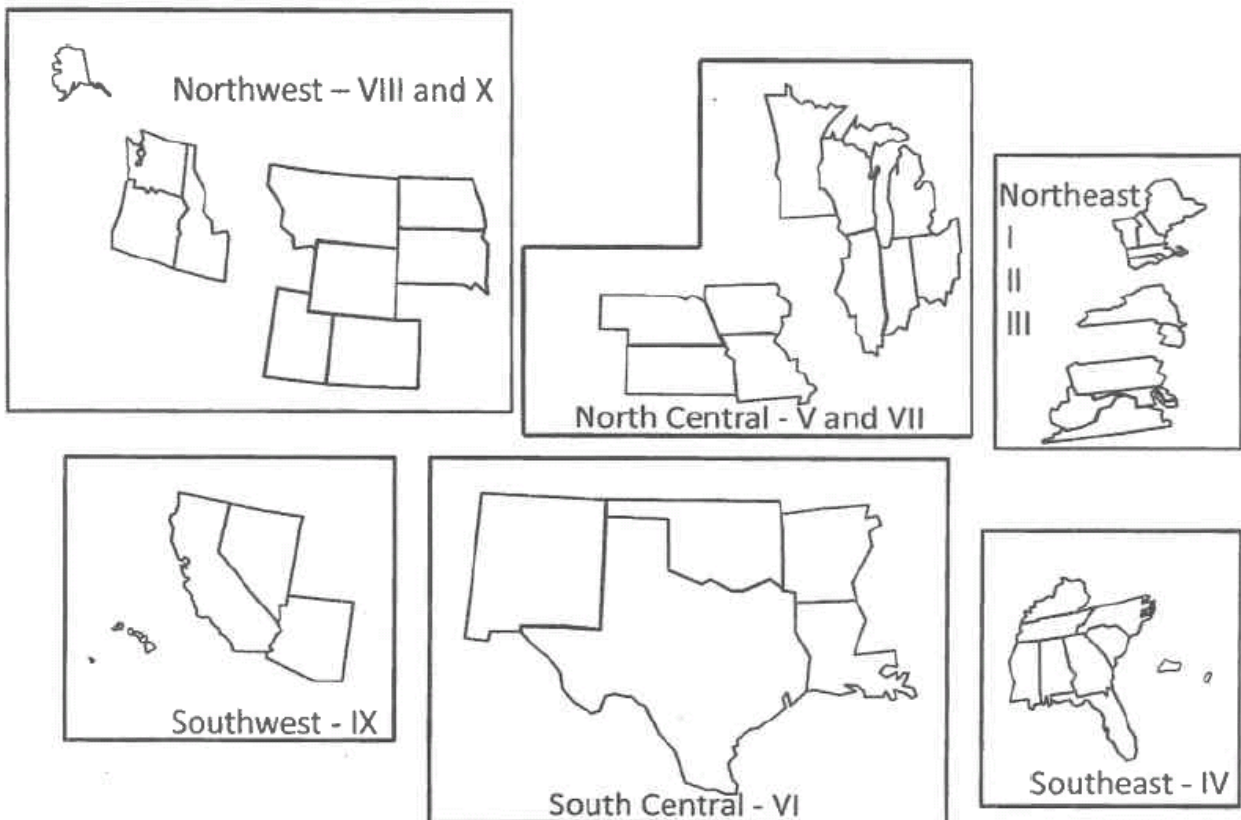 Northwest – VIII and X
North Central - V and VII
Northeast
I
II
III
Southwest - IX
South Central - VI
Southeast - IV